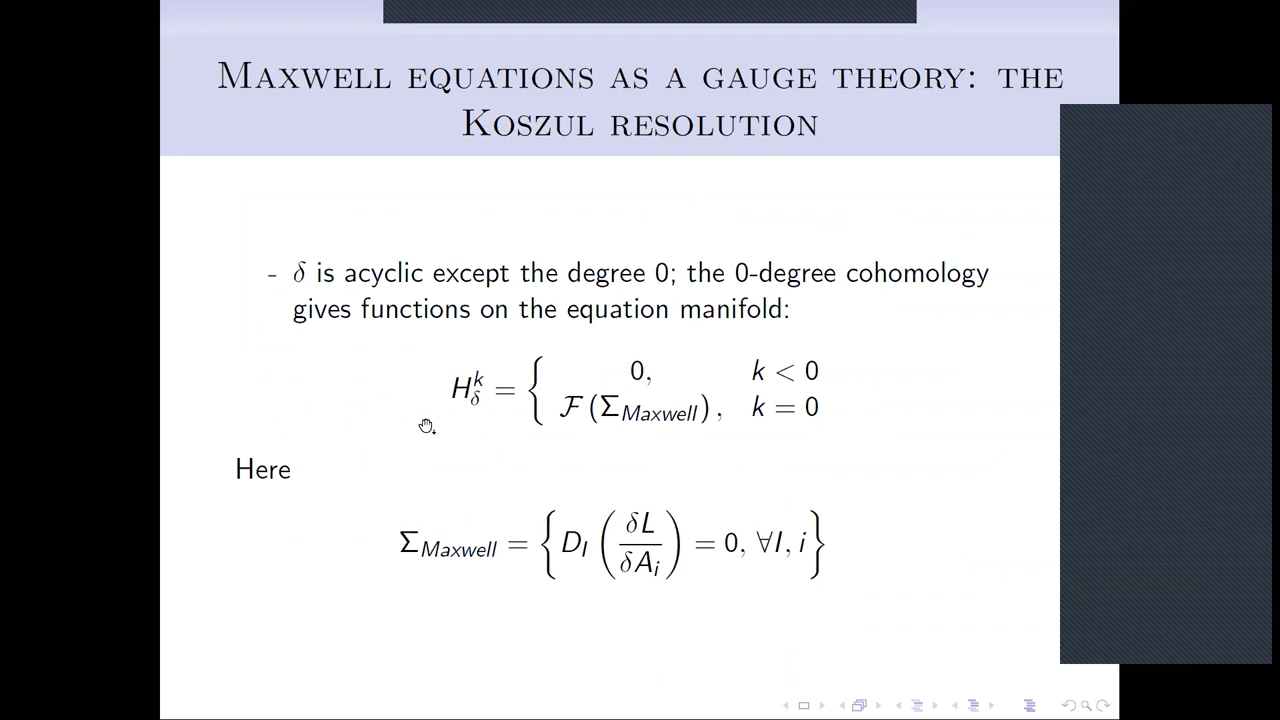 MAXWELL EQUATIONS AS A GAUGE THEORY: THE
KOSZUL RESOLUTION
- δ is acyclic except the degree 0; the 0-degree cohomology
gives functions on the equation manifold:
H_δ^k = { 0, k < 0
F(Σ_Maxwell), k = 0
Here
Σ_Maxwell = { D_I (δL/δA_i) = 0, ∀I, i }